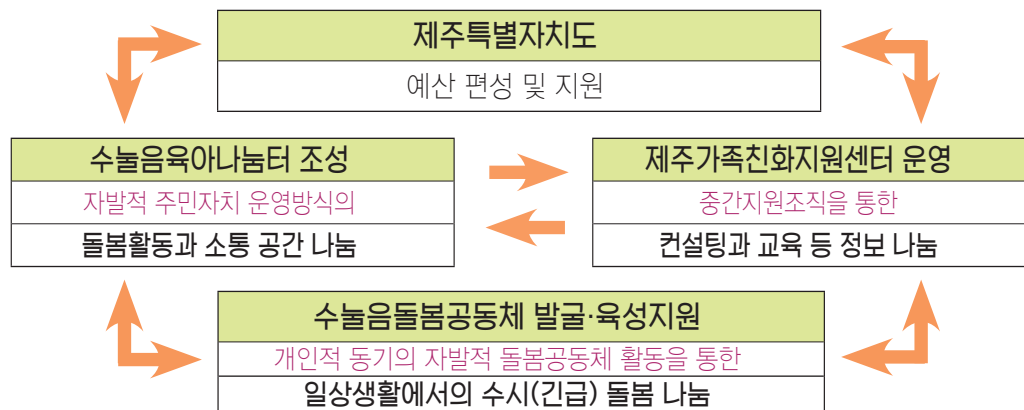 제주특별자치도
예산 편성 및 지원
수눌음육아나눔터 조성
자발적 주민자치 운영방식의
돌봄활동과 소통 공간 나눔
제주가족친화지원센터 운영
중간지원조직을 통한
컨설팅과 교육 등 정보 나눔
수눌음돌봄공동체 발굴·육성지원
개인적 동기의 자발적 돌봄공동체 활동을 통한
일상생활에서의 수시(긴급) 돌봄 나눔